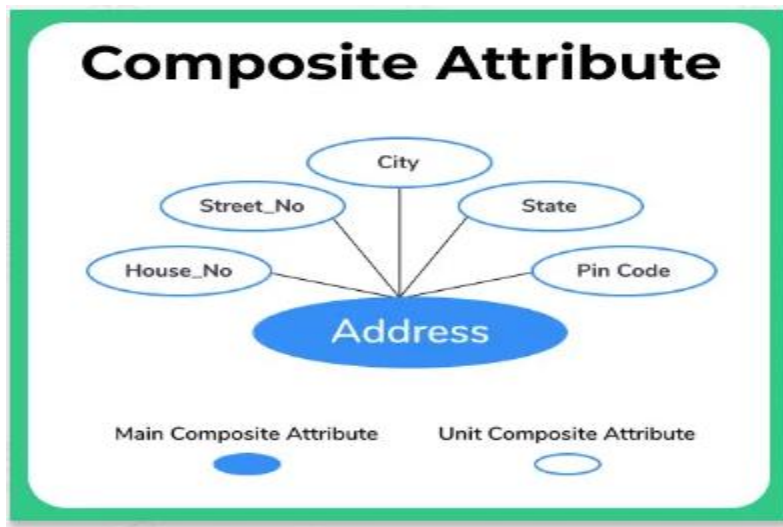 Composite Attribute
City
Street_No
State
House_No
Pin Code
Address
Main Composite Attribute
Unit Composite Attribute